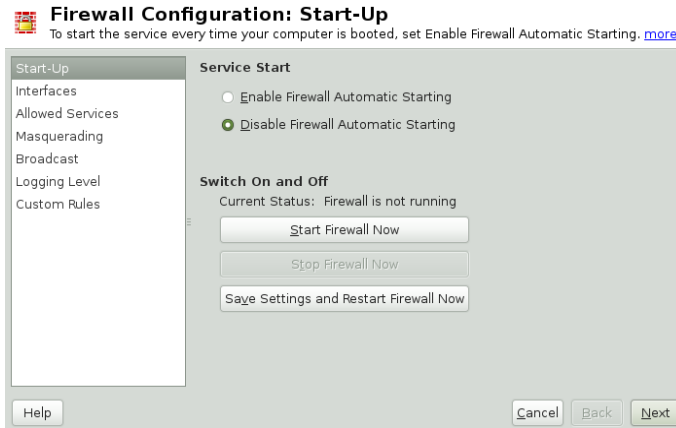 Firewall Configuration: Start-Up
To start the service every time your computer is booted, set Enable Firewall Automatic Starting. more
Start-Up
Interfaces
Allowed Services
Masquerading
Broadcast
Logging Level
Custom Rules
Service Start
Enable Firewall Automatic Starting
Disable Firewall Automatic Starting
Switch On and Off
Current Status: Firewall is not running
Start Firewall Now
Stop Firewall Now
Save Settings and Restart Firewall Now
Help
Cancel
Back
Next